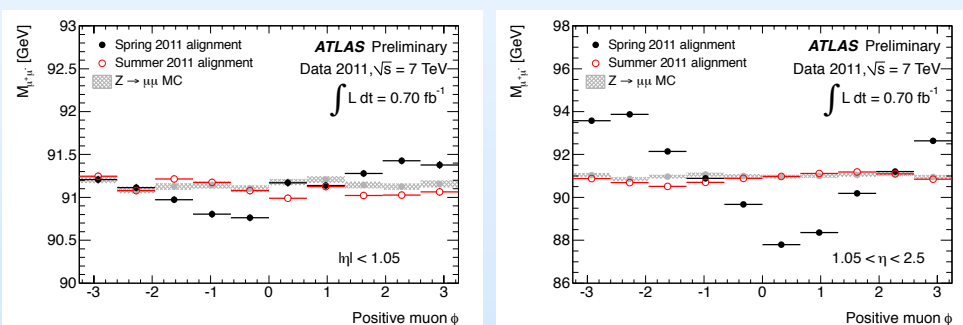 93
92.5
92
91.5
91
90.5
90
M_{μ⁺μ⁻} [GeV]
Spring 2011 alignment
Summer 2011 alignment
Z → μμ MC
ATLAS Preliminary
Data 2011, √s = 7 TeV
∫ L dt = 0.70 fb⁻¹
|η| < 1.05
-3 -2 -1 0 1 2 3
Positive muon ϕ
98
96
94
92
90
88
86
M_{μ⁺μ⁻} [GeV]
Spring 2011 alignment
Summer 2011 alignment
Z → μμ MC
ATLAS Preliminary
Data 2011, √s = 7 TeV
∫ L dt = 0.70 fb⁻¹
1.05 < η < 2.5
-3 -2 -1 0 1 2 3
Positive muon ϕ